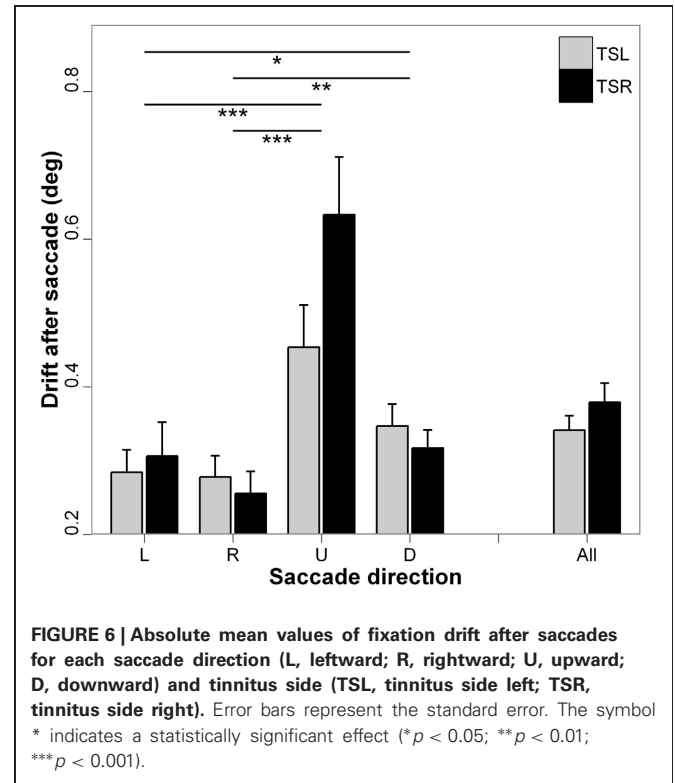 0.8
0.6
0.4
0.2
Drift after saccade (deg)
*
**
***
***
TSL
TSR
L R U D All
Saccade direction
FIGURE 6 | Absolute mean values of fixation drift after saccades
for each saccade direction (L, leftward; R, rightward; U, upward;
D, downward) and tinnitus side (TSL, tinnitus side left; TSR,
tinnitus side right). Error bars represent the standard error. The symbol
* indicates a statistically significant effect (*p < 0.05; **p < 0.01;
***p < 0.001).